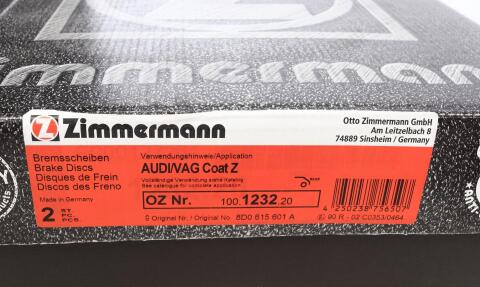 Zimmermann
Zimmermann
Otto Zimmermann GmbH
Am Leitzelbach 8
74889 Sinsheim / Germany
Bremsscheiben
Brake Discs
Disques de Frein
Discos del Freno
Made in Germany
2 ST. PC. PCS.
Verwendungshinweise/Application
AUDI/VAG Coat Z
Vollständige Verwendung siehe Katalog
See catalogue for complete application
OZ Nr. 100.1232.20
Original Nr. / Original No. 8D0 615 601 A
4 250238 756507
E 90 R - 02 C0353/0464